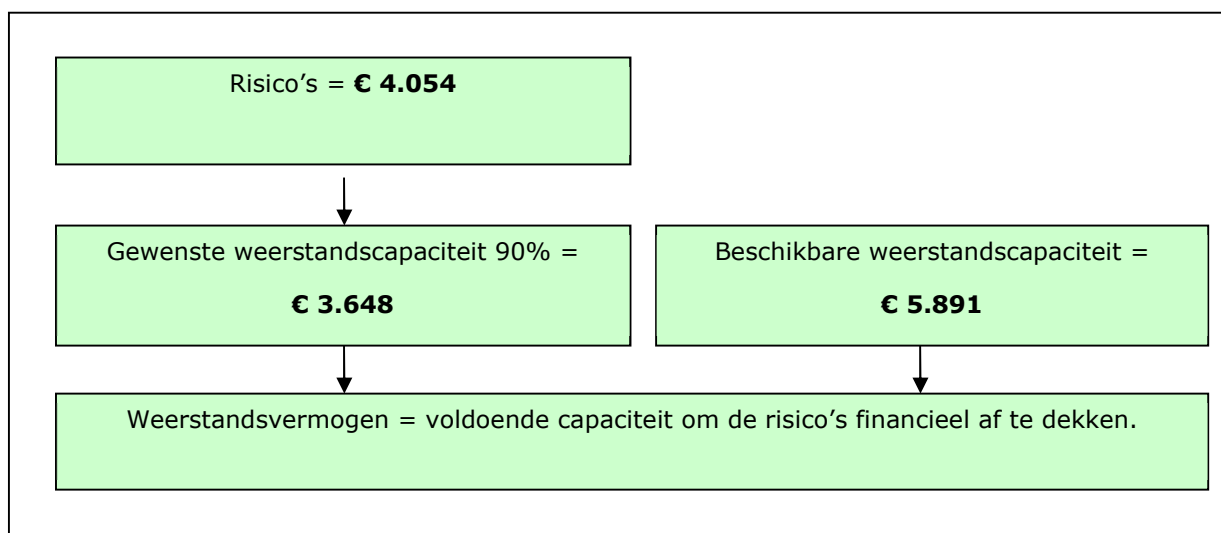 Risico’s = € 4.054
Gewenste weerstandscapaciteit 90% =
€ 3.648
Beschikbare weerstandscapaciteit =
€ 5.891
Weerstandsvermogen = voldoende capaciteit om de risico’s financieel af te dekken.